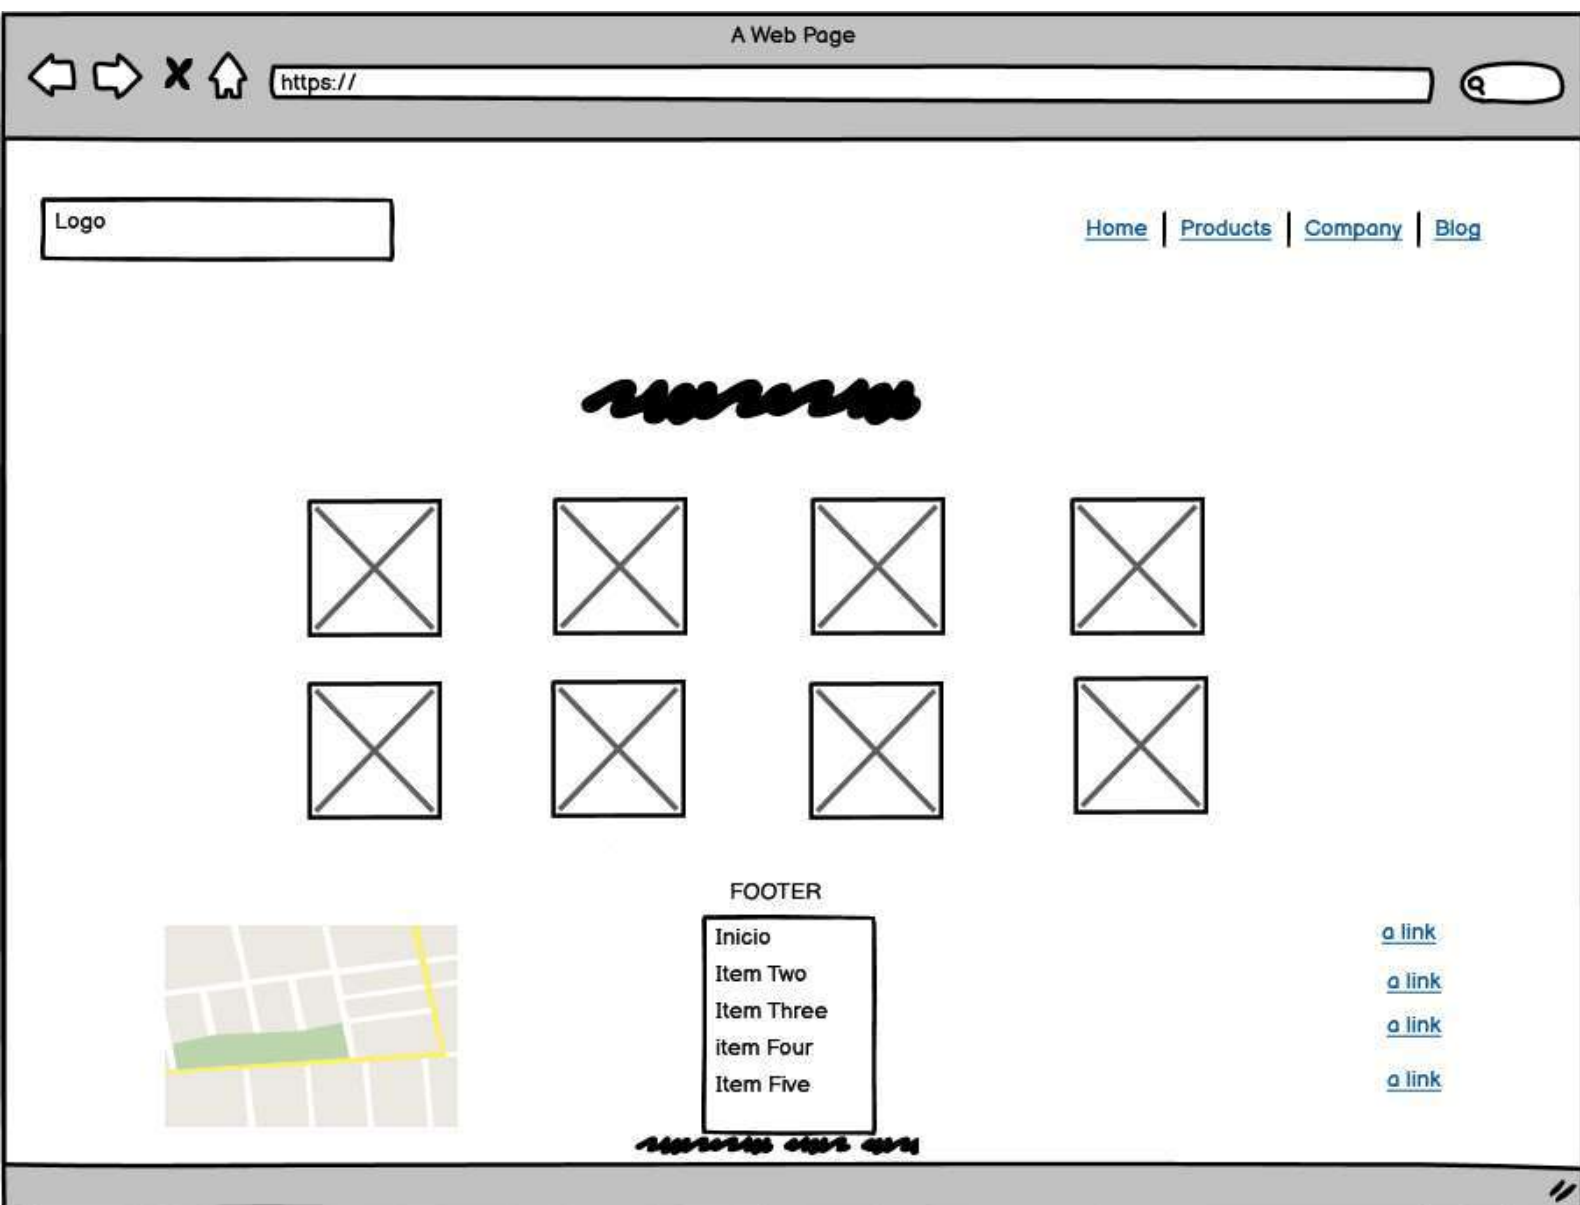 A Web Page
https://
Logo
Home Products Company Blog
FOOTER
Inicio
Item Two
Item Three
item Four
Item Five
a link
a link
a link
a link